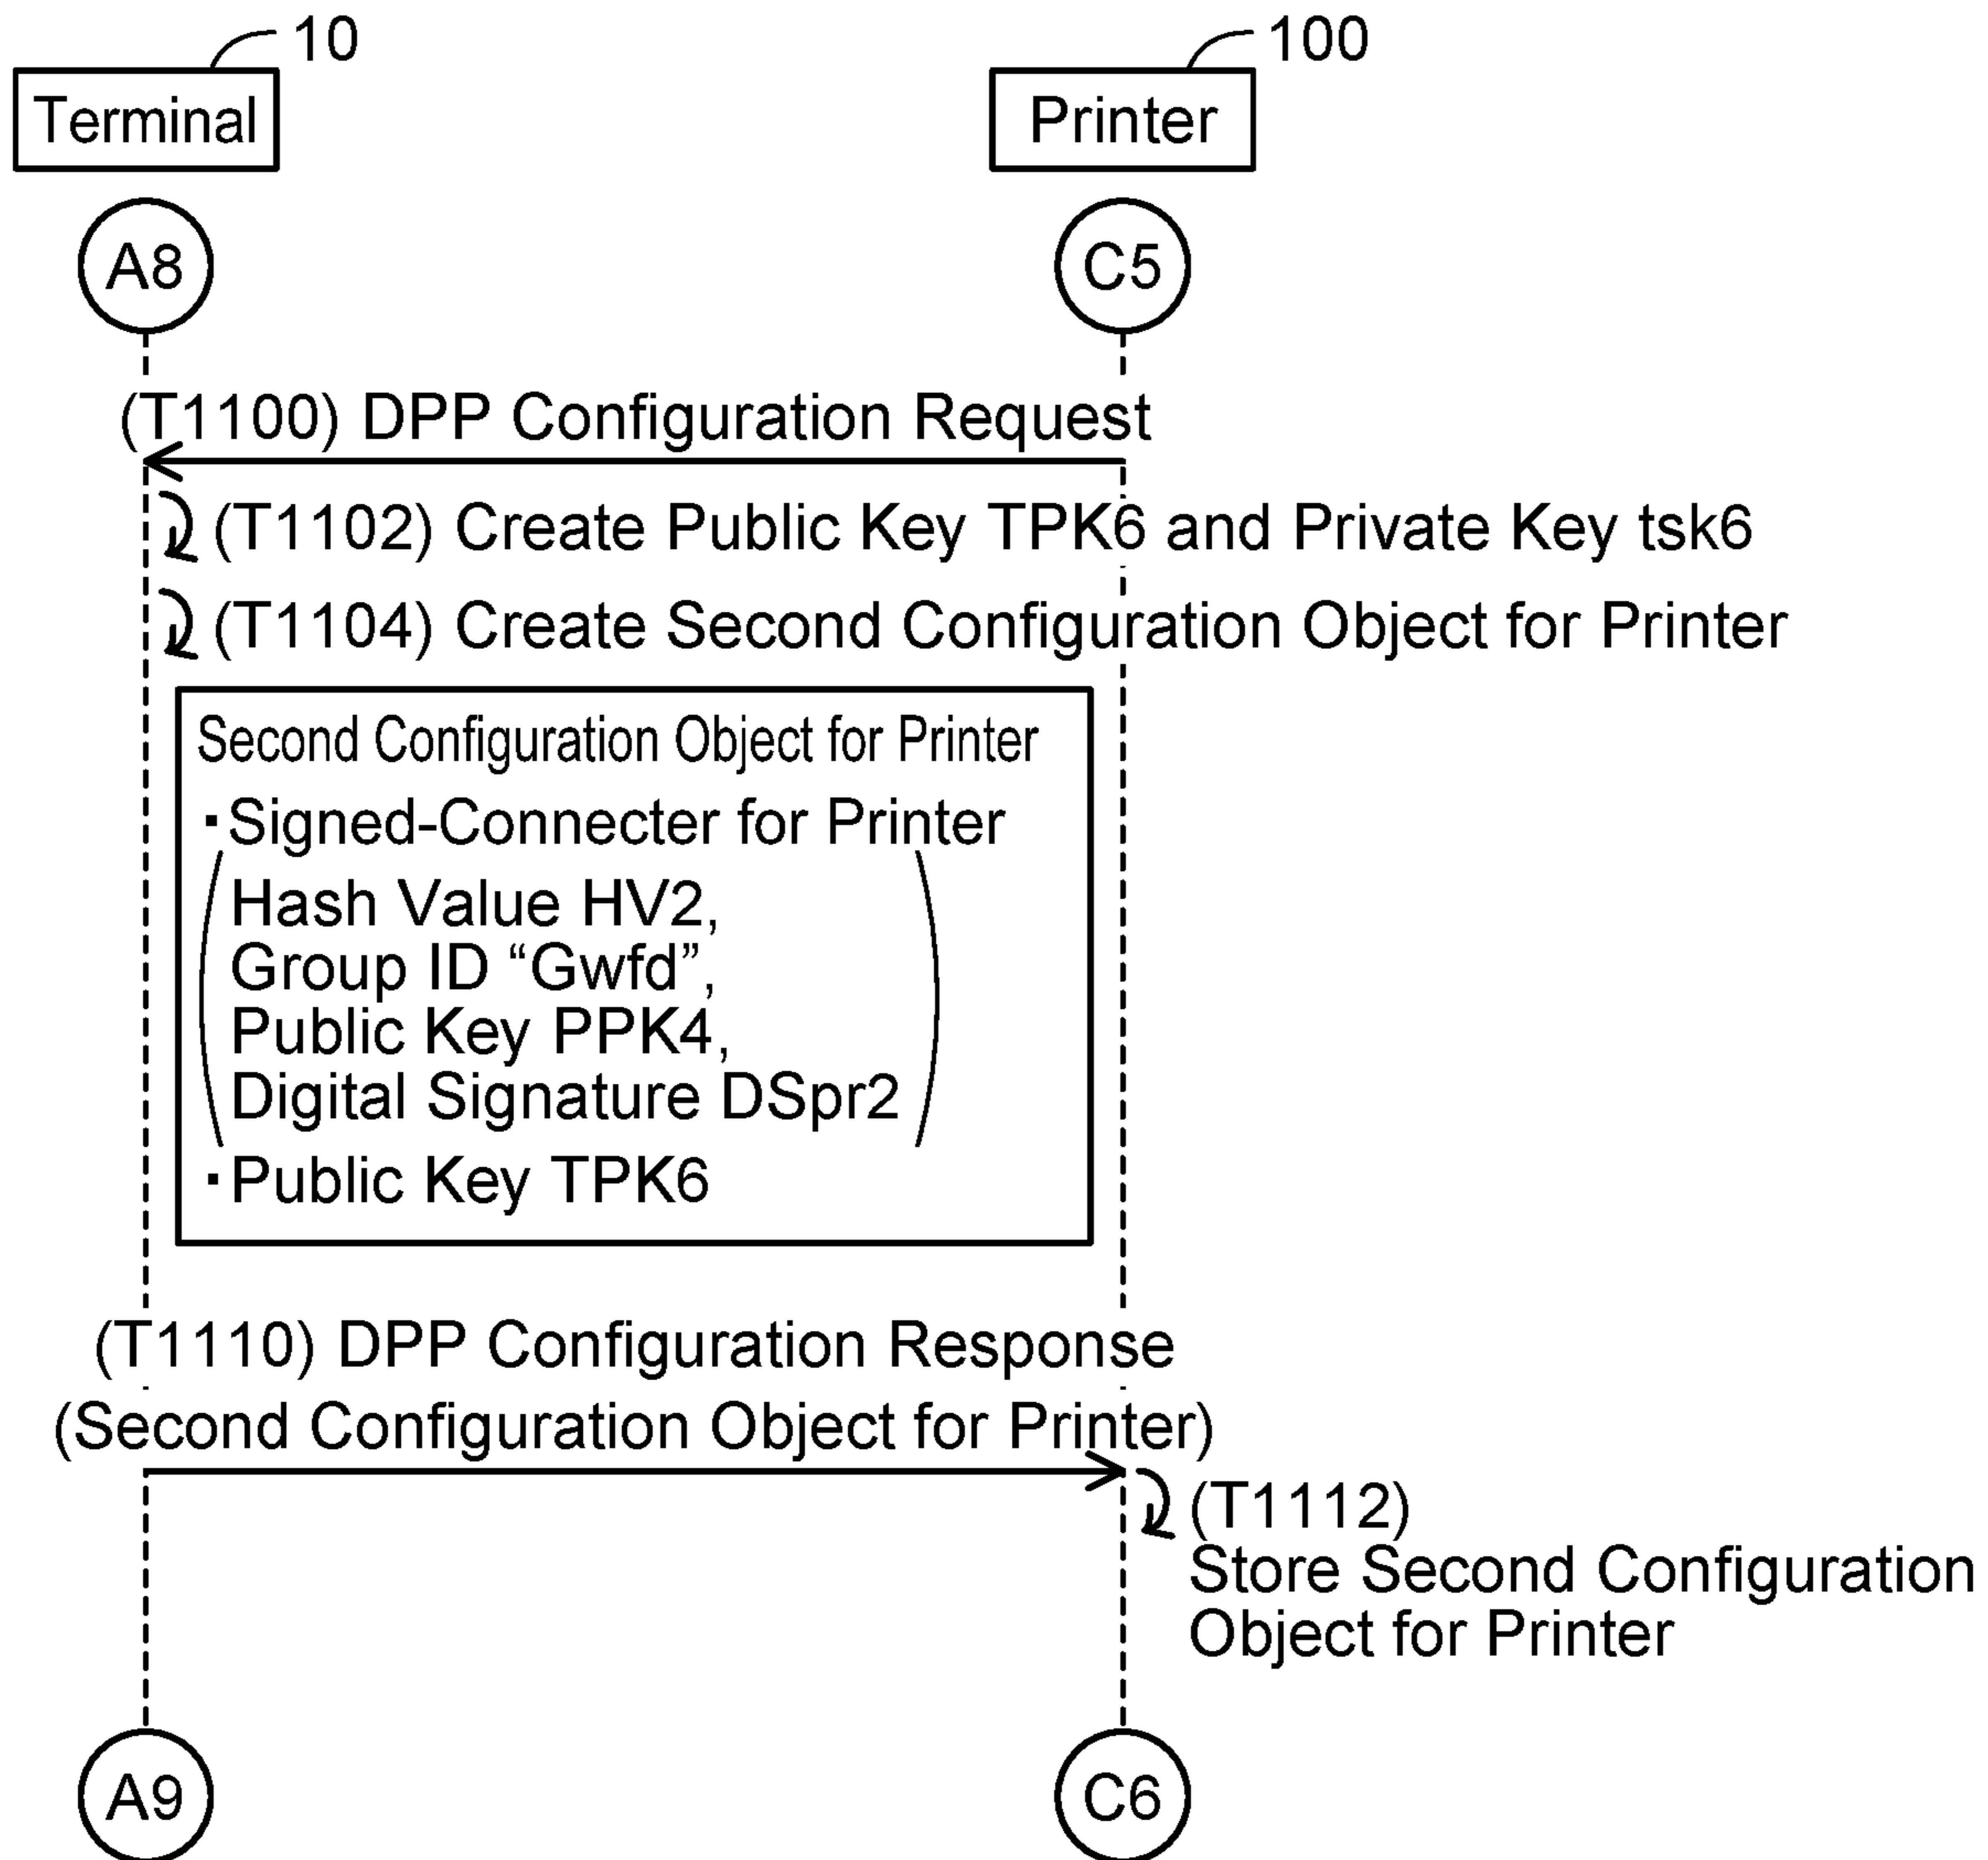 10
100
Terminal
Printer
A8
C5
(T1100) DPP Configuration Request
(T1102) Create Public Key TPK6 and Private Key tsk6
(T1104) Create Second Configuration Object for Printer
Second Configuration Object for Printer
▪Signed-Connecter for Printer
Hash Value HV2,
Group ID “Gwfd”,
Public Key PPK4,
Digital Signature DSpr2
▪Public Key TPK6
(T1110) DPP Configuration Response
(Second Configuration Object for Printer)
(T1112)
Store Second Configuration
Object for Printer
A9
C6